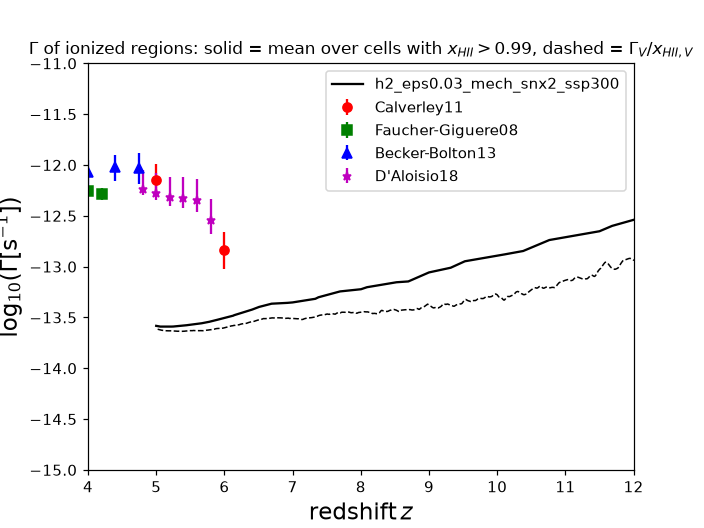 Γ of ionized regions: solid = mean over cells with x_HII > 0.99, dashed = Γ_V/x_HII,V
h2_eps0.03_mech_snx2_ssp300
Calverley11
Faucher-Giguere08
Becker-Bolton13
D'Aloisio18
−11.0
−11.5
−12.0
−12.5
−13.0
−13.5
−14.0
−14.5
−15.0
log₁₀(Γ[s⁻¹])
4 5 6 7 8 9 10 11 12
redshift z